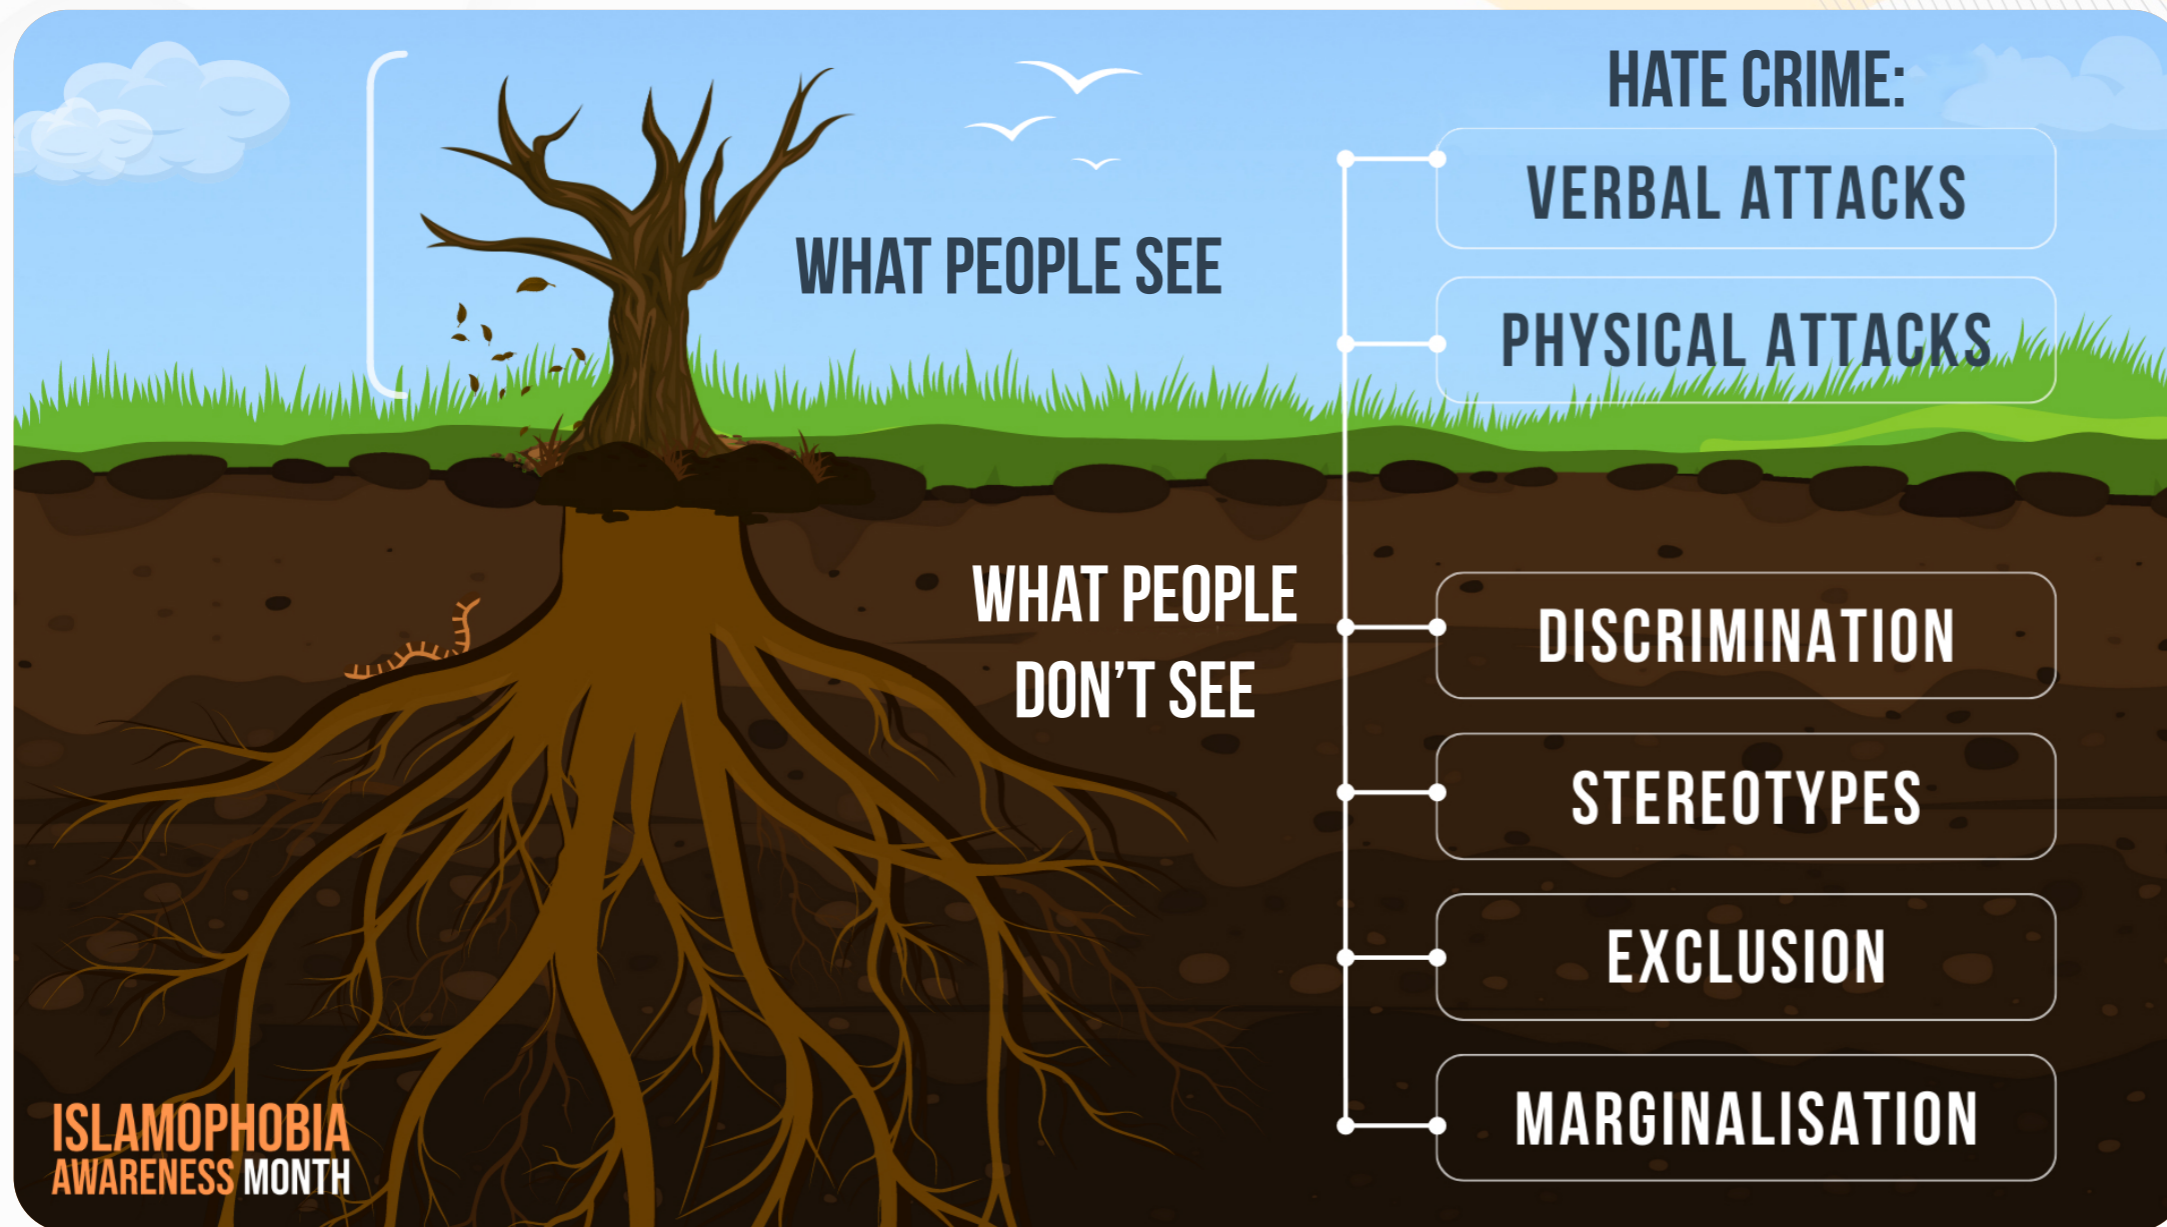 HATE CRIME:
VERBAL ATTACKS
WHAT PEOPLE SEE
PHYSICAL ATTACKS
WHAT PEOPLE
DON'T SEE
DISCRIMINATION
STEREOTYPES
EXCLUSION
MARGINALISATION
ISLAMOPHOBIA
AWARENESS MONTH